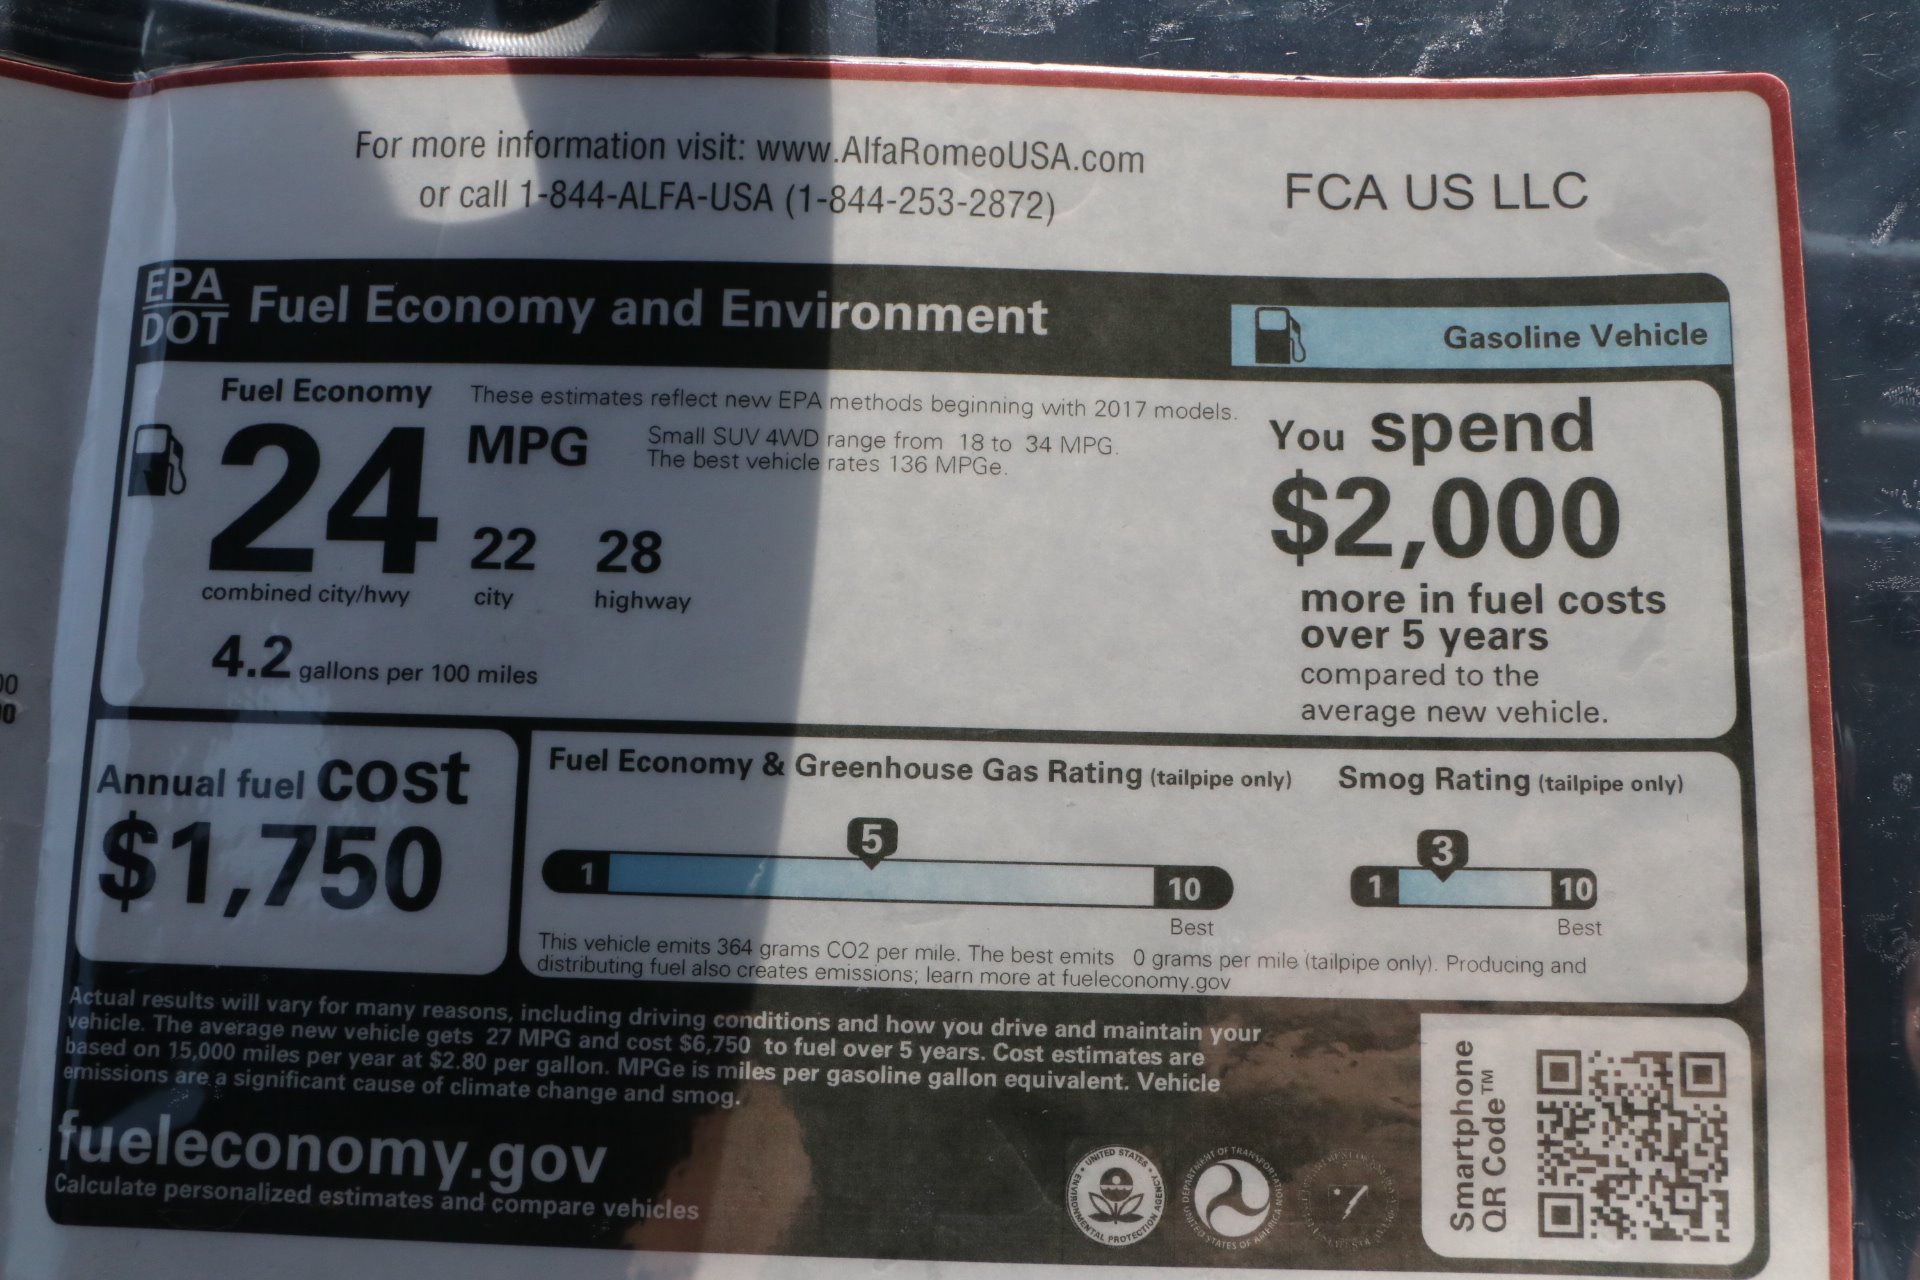 For more information visit: www.AlfaRomeoUSA.com
or call 1-844-ALFA-USA (1-844-253-2872)
FCA US LLC
EPA
DOT
Fuel Economy and Environment
Gasoline Vehicle
Fuel Economy
These estimates reflect new EPA methods beginning with 2017 models.
24
MPG
Small SUV 4WD range from 18 to 34 MPG.
The best vehicle rates 136 MPGe.
22
28
combined city/hwy
city
highway
4.2 gallons per 100 miles
You spend
$2,000
more in fuel costs
over 5 years
compared to the
average new vehicle.
Annual fuel cost
$1,750
Fuel Economy & Greenhouse Gas Rating (tailpipe only)
5
1
10
Best
Smog Rating (tailpipe only)
3
1
10
Best
This vehicle emits 364 grams CO2 per mile. The best emits 0 grams per mile (tailpipe only). Producing and
distributing fuel also creates emissions; learn more at fueleconomy.gov
Actual results will vary for many reasons, including driving conditions and how you drive and maintain your
vehicle. The average new vehicle gets 27 MPG and cost $6,750 to fuel over 5 years. Cost estimates are
based on 15,000 miles per year at $2.80 per gallon. MPGe is miles per gasoline gallon equivalent. Vehicle
emissions are a significant cause of climate change and smog.
fueleconomy.gov
Calculate personalized estimates and compare vehicles
UNITED STATES
ENVIRONMENTAL PROTECTION AGENCY
DEPARTMENT OF TRANSPORTATION
UNITED STATES OF AMERICA
Smartphone
QR Code™